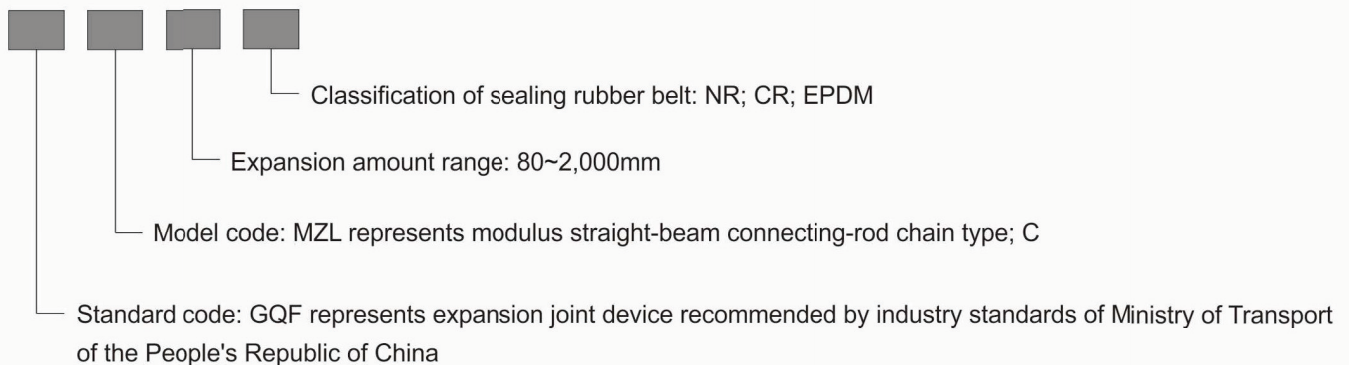 Classification of sealing rubber belt: NR; CR; EPDM
Expansion amount range: 80~2,000mm
Model code: MZL represents modulus straight-beam connecting-rod chain type; C
Standard code: GQF represents expansion joint device recommended by industry standards of Ministry of Transport
of the People's Republic of China